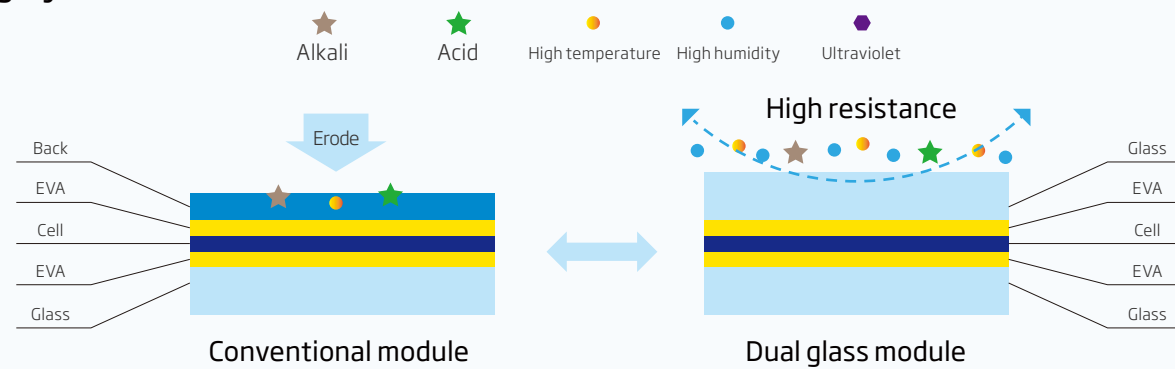 Alkali
Acid
High temperature
High humidity
Ultraviolet
High resistance
Erode
Back
EVA
Cell
EVA
Glass
Glass
EVA
Cell
EVA
Glass
Conventional module
Dual glass module